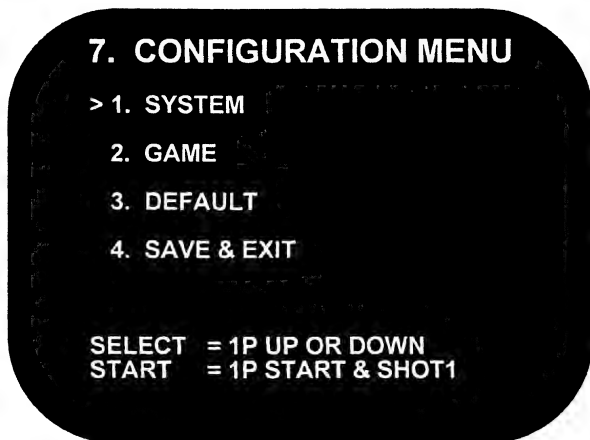 7. CONFIGURATION MENU
> 1. SYSTEM
2. GAME
3. DEFAULT
4. SAVE & EXIT
SELECT = 1P UP OR DOWN
START = 1P START & SHOT1